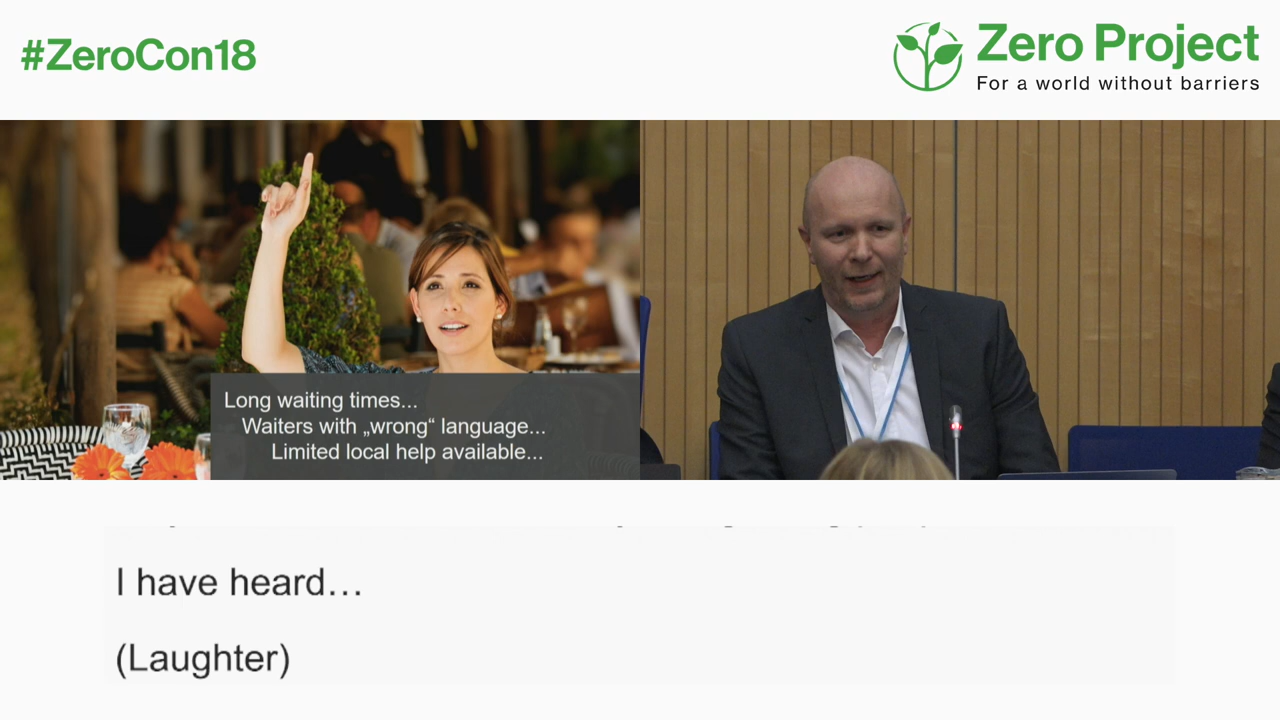 #ZeroCon18
Zero Project
For a world without barriers
Long waiting times...
Waiters with „wrong“ language...
Limited local help available...
I have heard…
(Laughter)